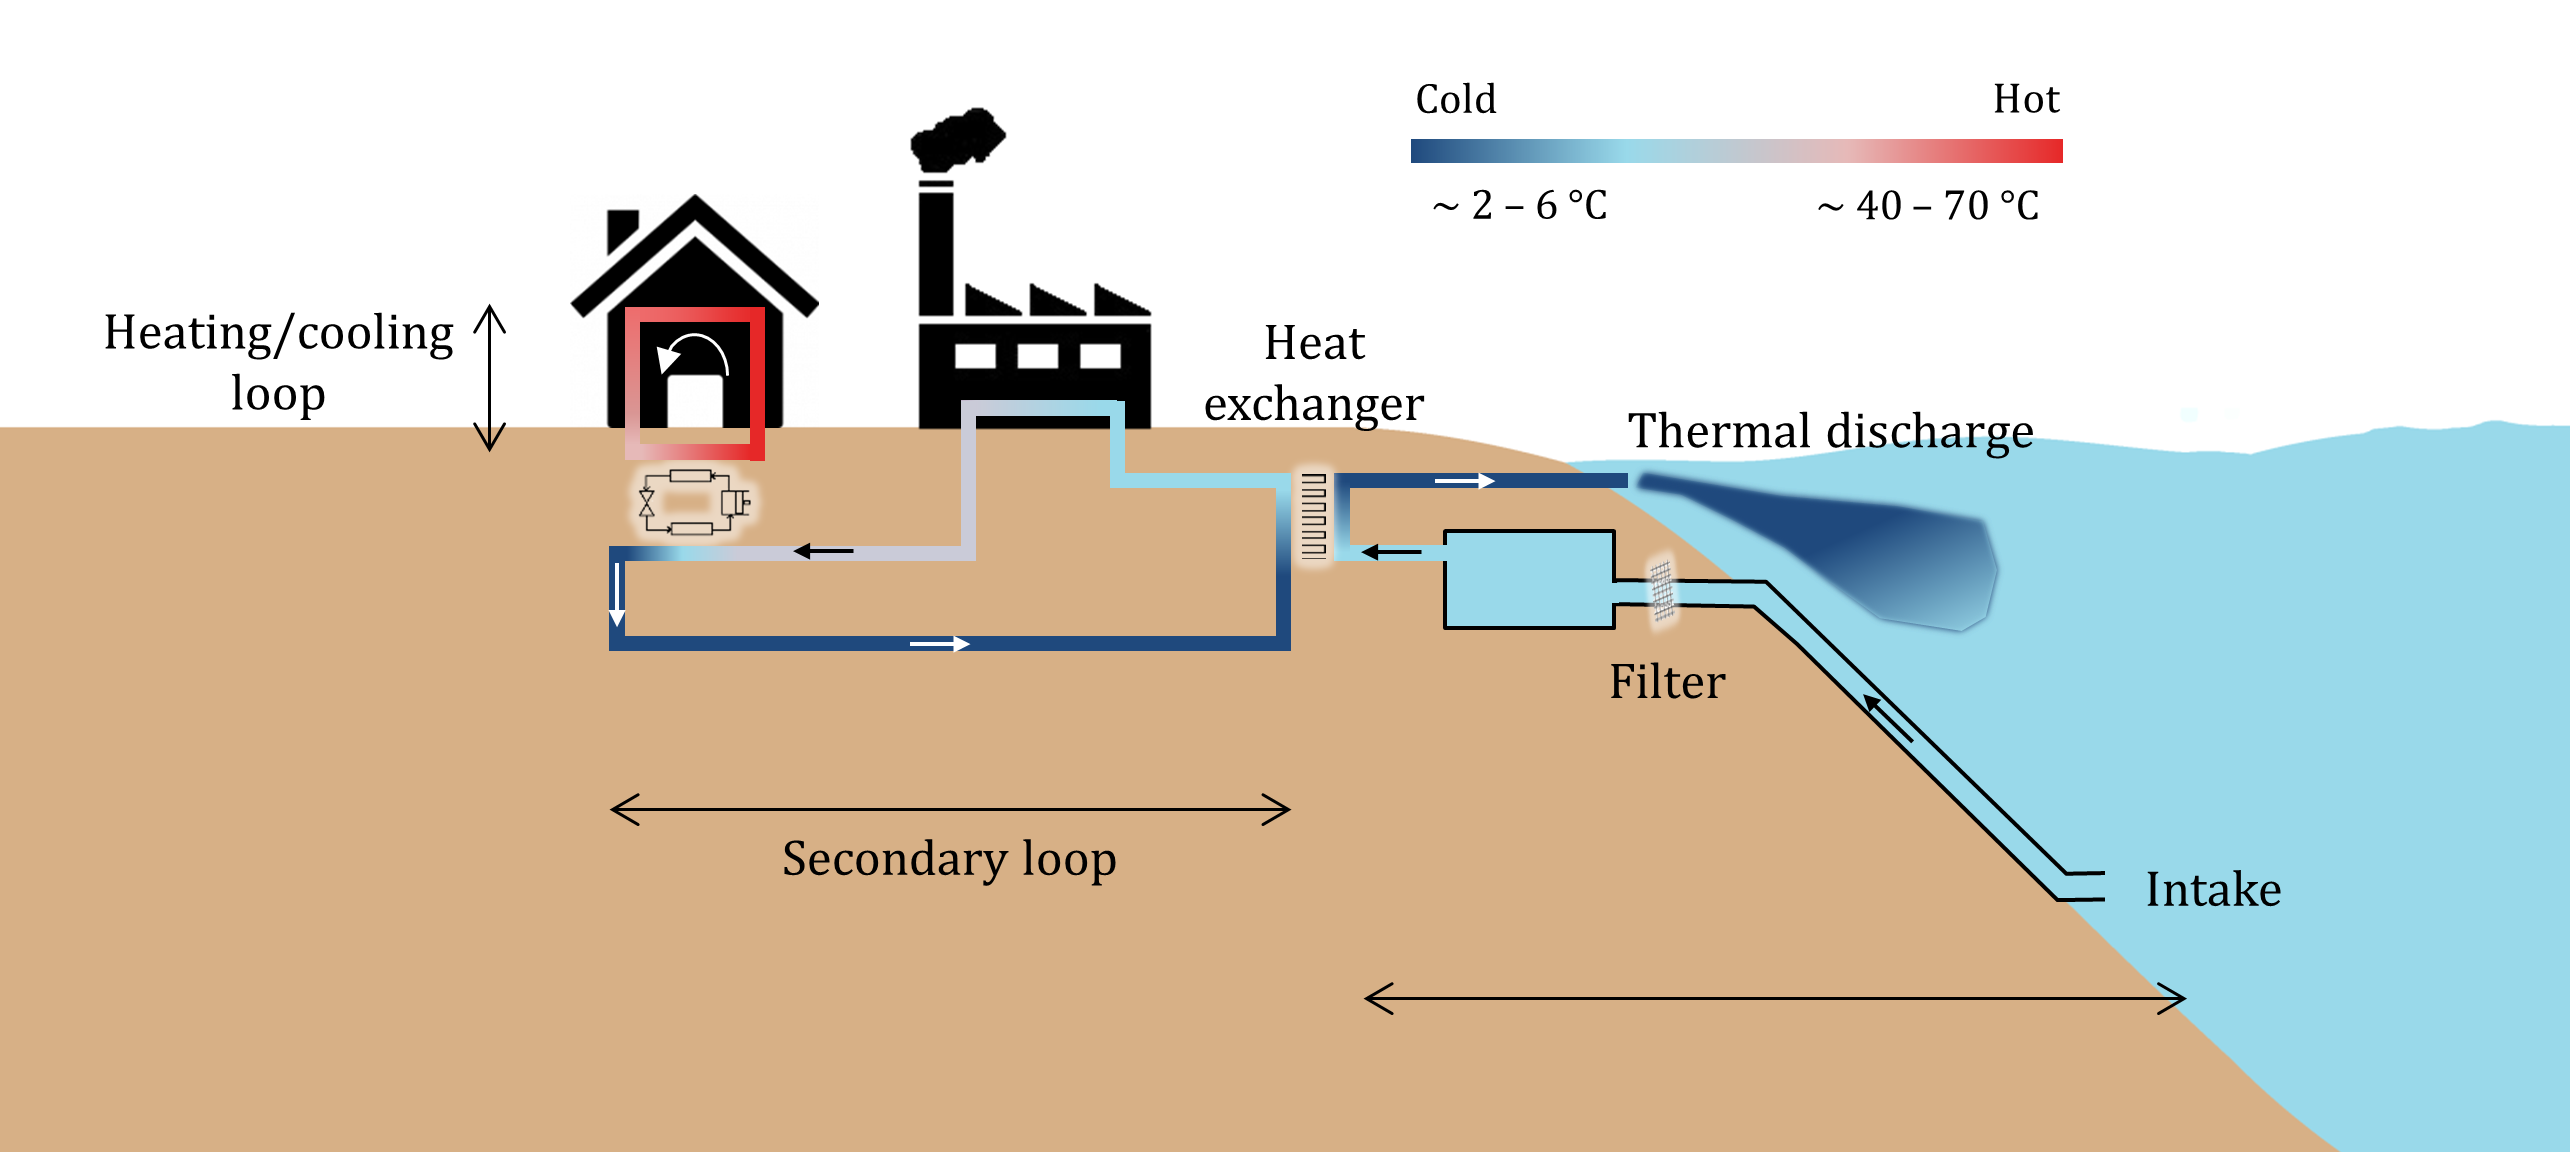 Cold
Hot
~ 2 – 6 °C
~ 40 – 70 °C
Heating/cooling
loop
Heat
exchanger
Thermal discharge
Filter
Secondary loop
Intake